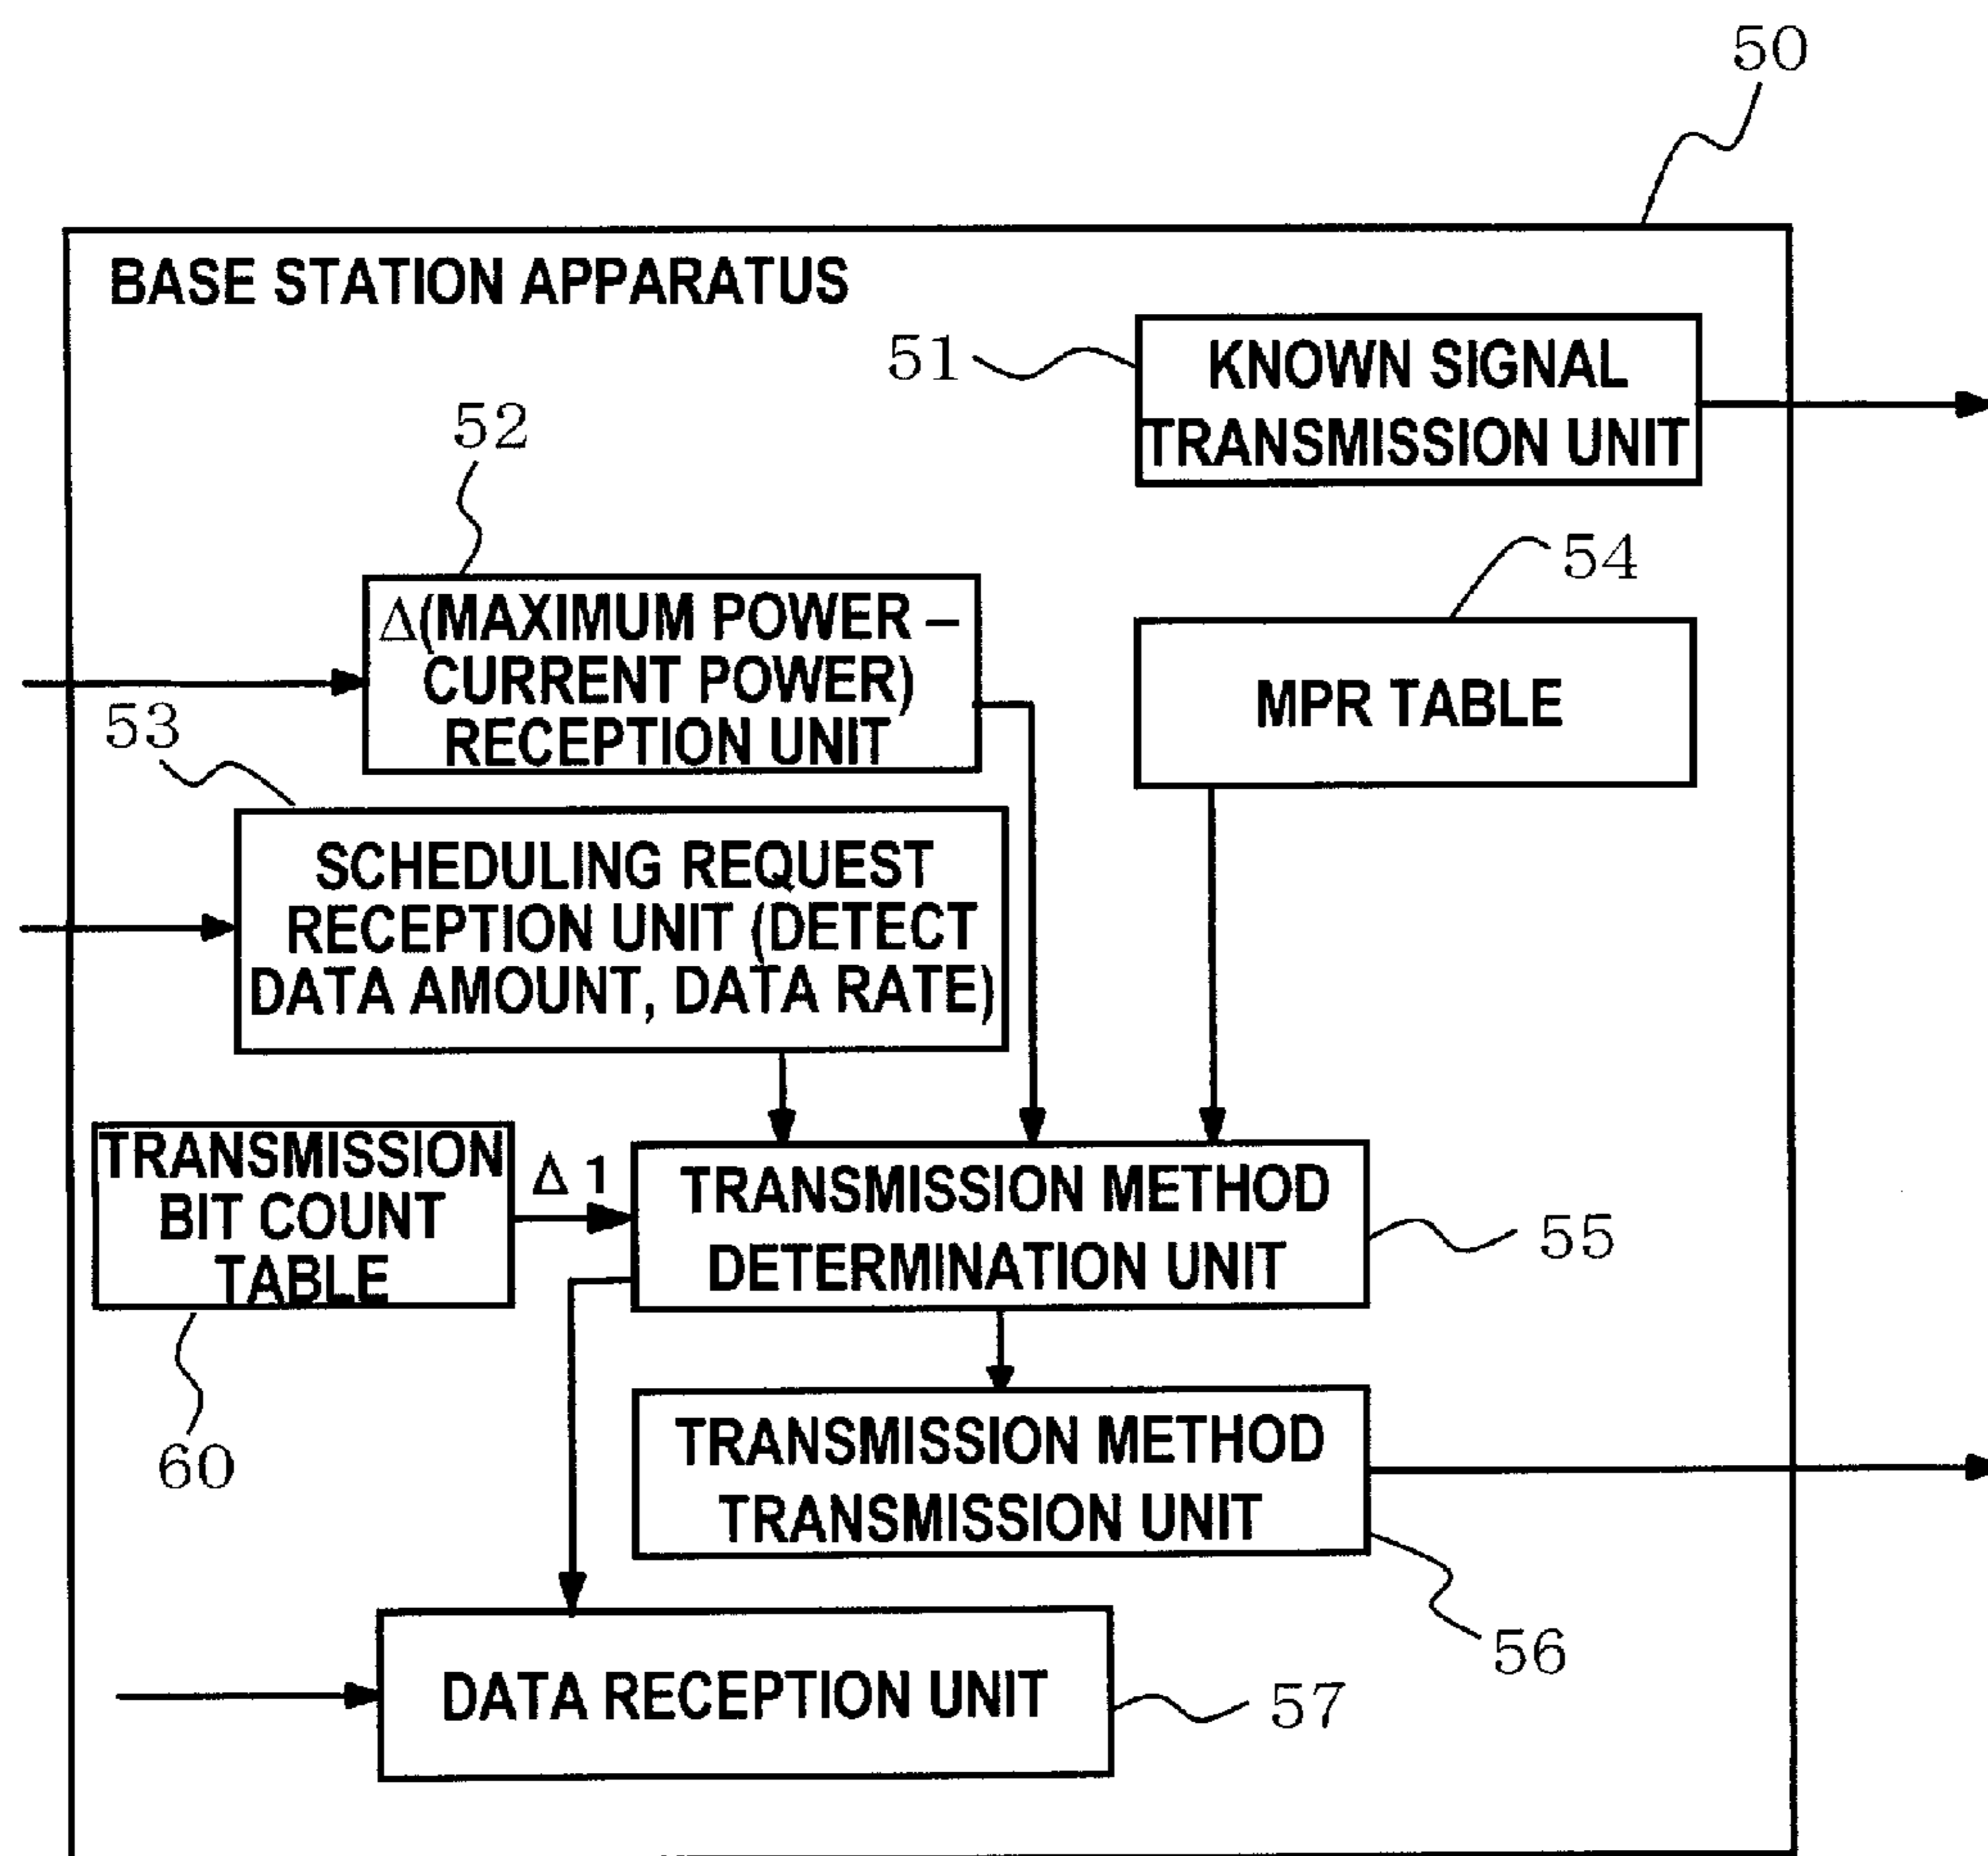 50
BASE STATION APPARATUS
51
KNOWN SIGNAL
TRANSMISSION UNIT
52
Δ(MAXIMUM POWER –
CURRENT POWER)
RECEPTION UNIT
54
MPR TABLE
53
SCHEDULING REQUEST
RECEPTION UNIT (DETECT
DATA AMOUNT, DATA RATE)
TRANSMISSION
BIT COUNT
TABLE
60
Δ 1
TRANSMISSION METHOD
DETERMINATION UNIT
55
TRANSMISSION METHOD
TRANSMISSION UNIT
56
DATA RECEPTION UNIT
57